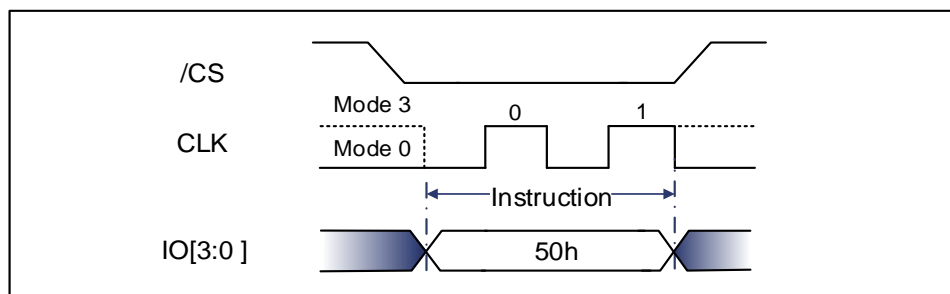 /CS
Mode 3
0
1
CLK
Mode 0
Instruction
IO[3:0 ]
50h